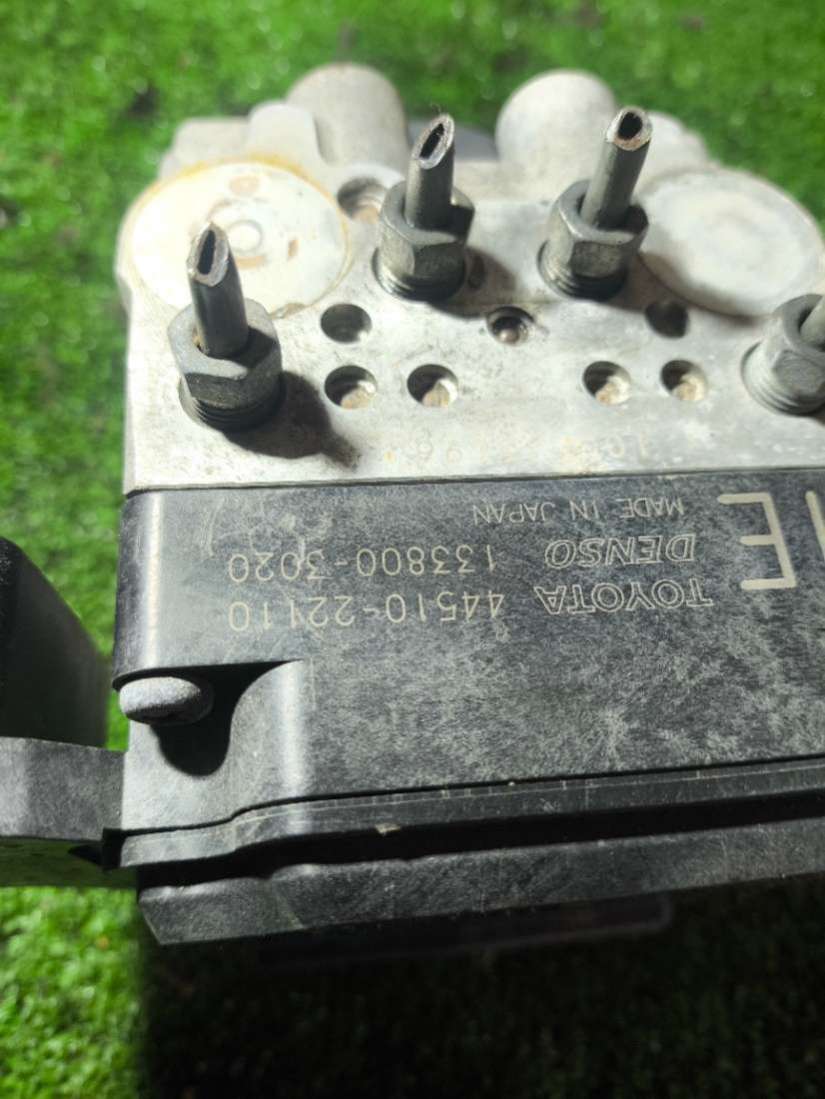 TOYOTA 44510-22110
DENSO 133800-3020
MADE IN JAPAN